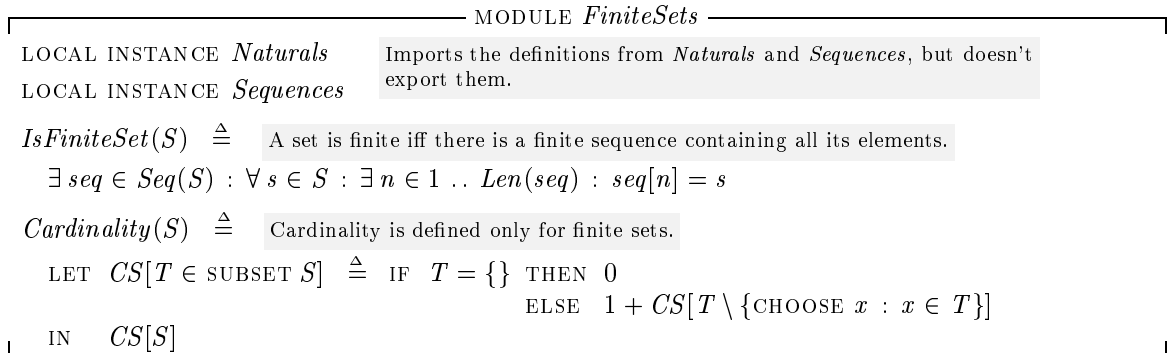 MODULE FiniteSets
LOCAL INSTANCE Naturals Imports the definitions from Naturals and Sequences, but doesn't
LOCAL INSTANCE Sequences export them.
IsFiniteSet(S) ≜ A set is finite iff there is a finite sequence containing all its elements.
∃ seq ∈ Seq(S) : ∀ s ∈ S : ∃ n ∈ 1 .. Len(seq) : seq[n] = s
Cardinality(S) ≜ Cardinality is defined only for finite sets.
LET CS[T ∈ SUBSET S] ≜ IF T = {} THEN 0
ELSE 1 + CS[T \ {CHOOSE x : x ∈ T}]
IN CS[S]